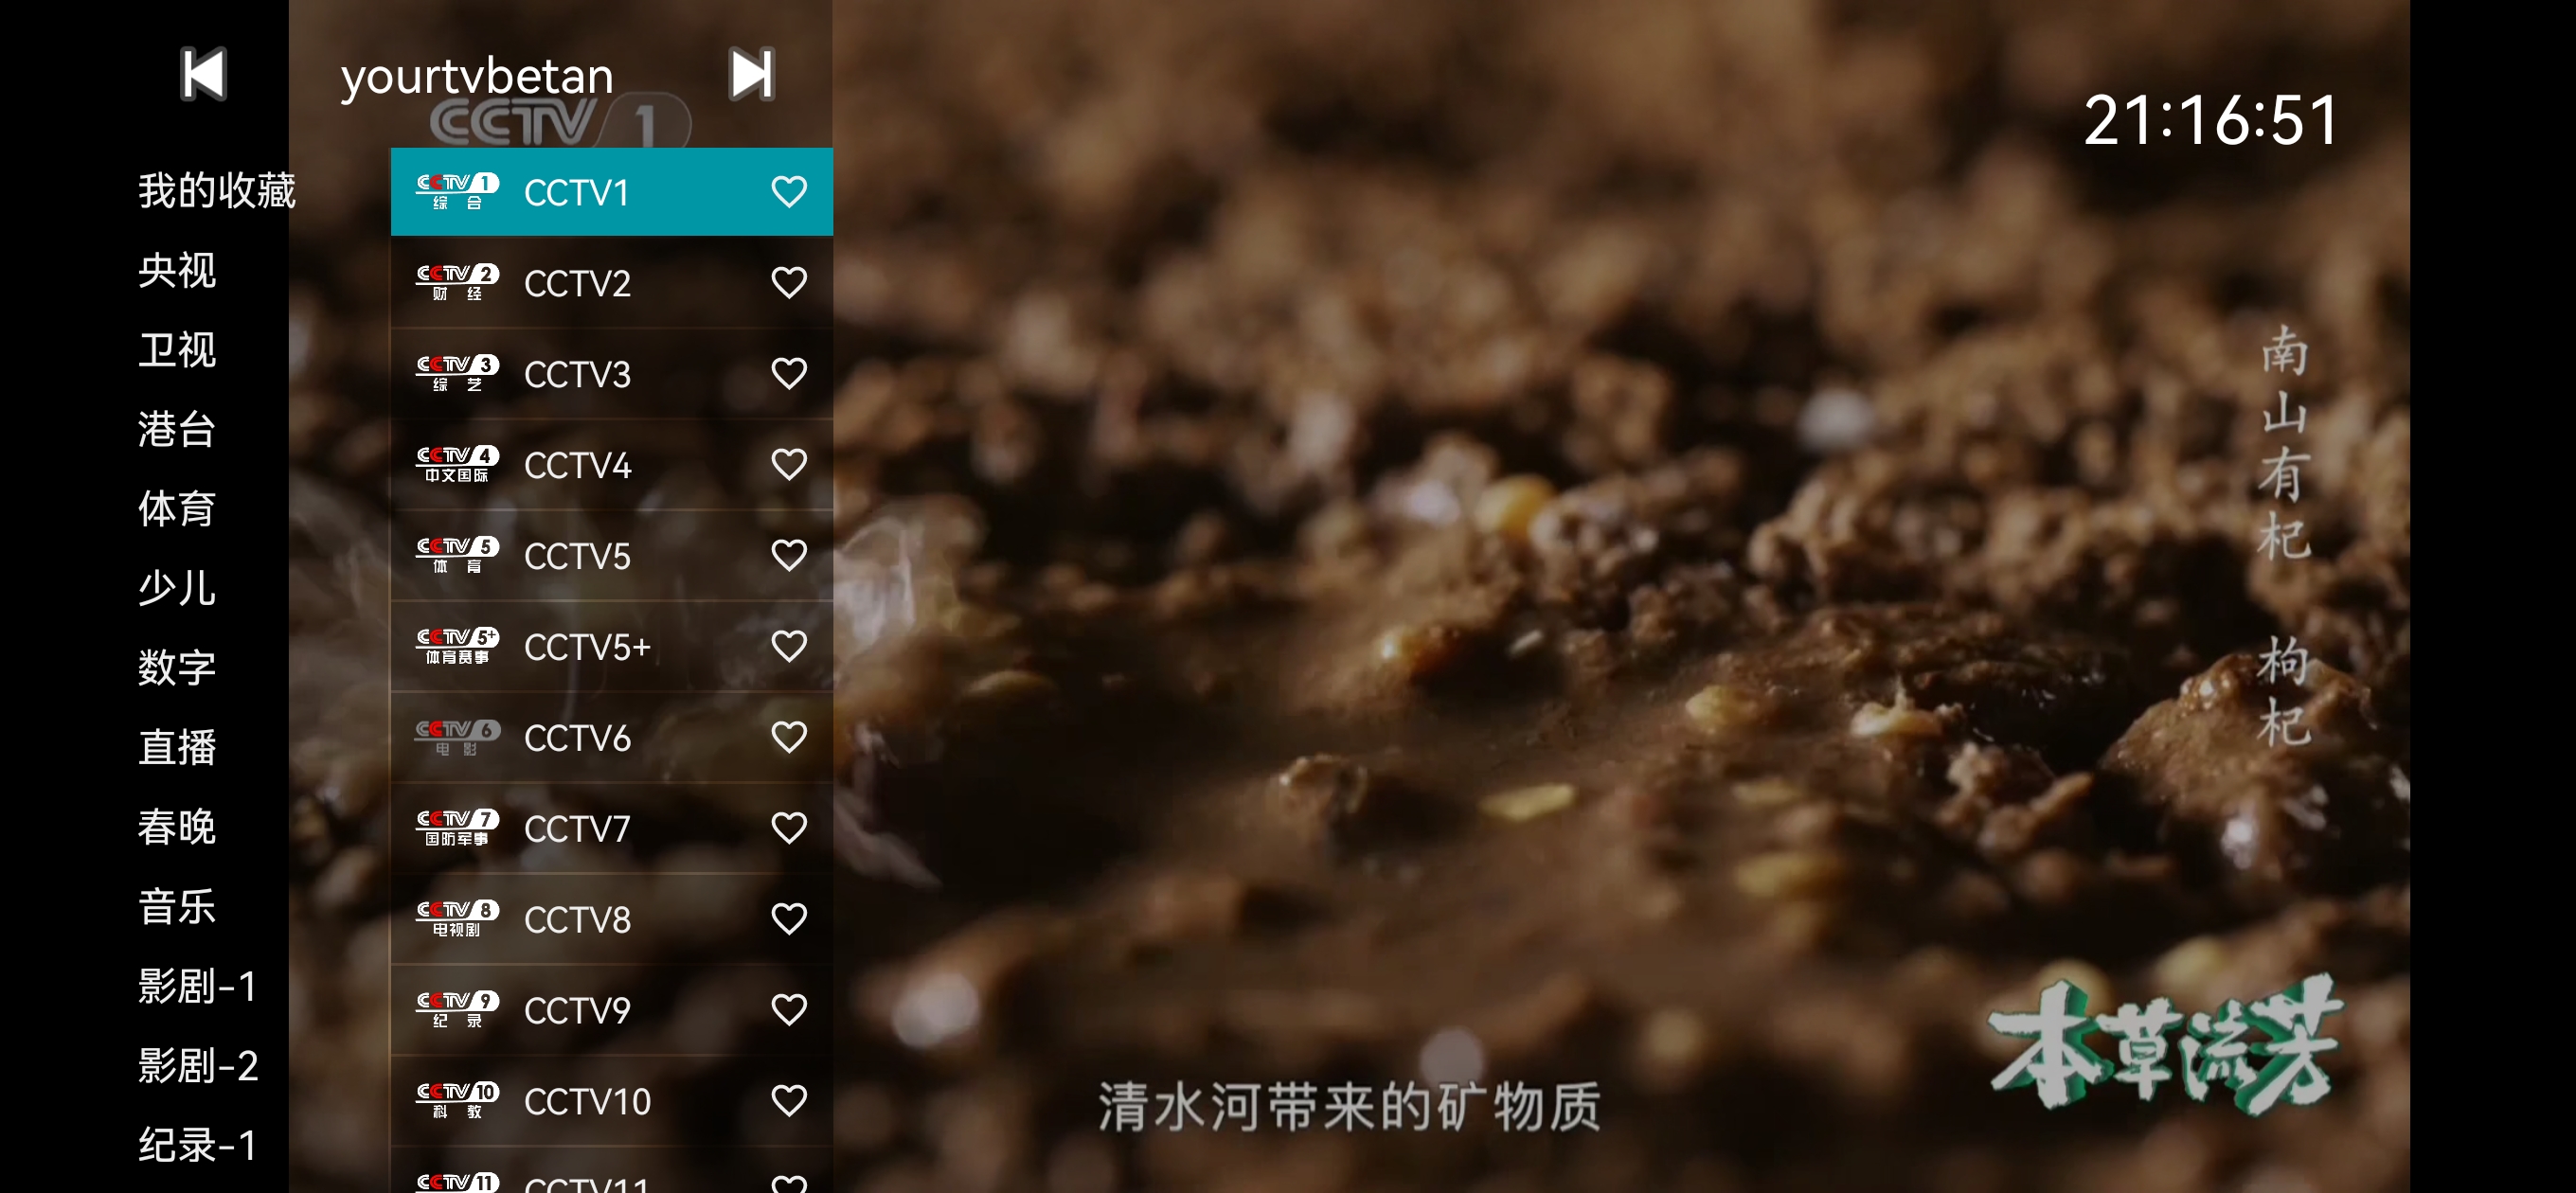 yourtvbetan
CCTV 1
21:16:51
我的收藏
央视
卫视
港台
体育
少儿
数字
直播
春晚
音乐
影剧-1
影剧-2
纪录-1
CCTV 1 综合 CCTV1
CCTV 2 财经 CCTV2
CCTV 3 综艺 CCTV3
CCTV 4 中文国际 CCTV4
CCTV 5 体育 CCTV5
CCTV 5+ 体育赛事 CCTV5+
CCTV 6 电影 CCTV6
CCTV 7 国防军事 CCTV7
CCTV 8 电视剧 CCTV8
CCTV 9 纪录 CCTV9
CCTV 10 科教 CCTV10
CCTV 11 CCTV11
南山有杞
枸杞
本草流芳
清水河带来的矿物质